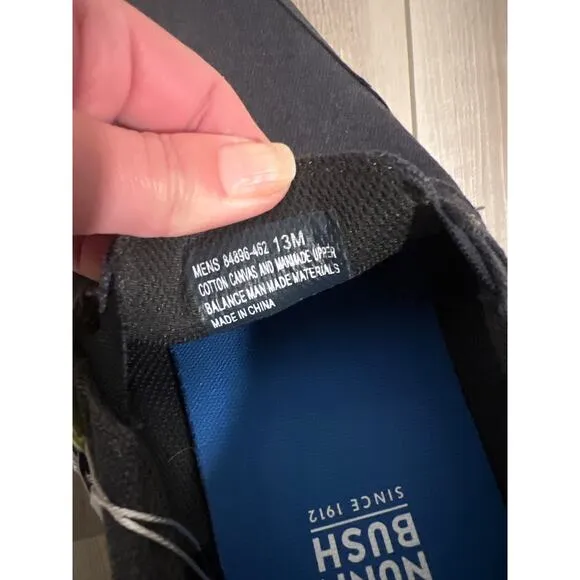 MENS 84896-462 13M
COTTON CANVAS AND MANMADE UPPER
BALANCE MAN MADE MATERIALS
MADE IN CHINA
BUSH
SINCE 1912